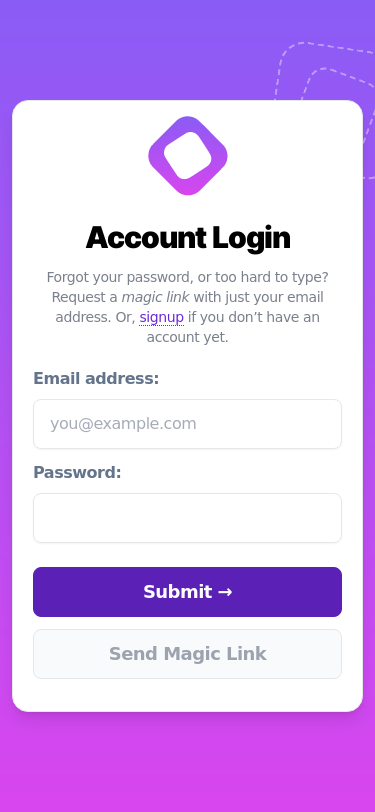 Account Login
Forgot your password, or too hard to type?
Request a magic link with just your email
address. Or, signup if you don’t have an
account yet.
Email address:
you@example.com
Password:
Submit →
Send Magic Link